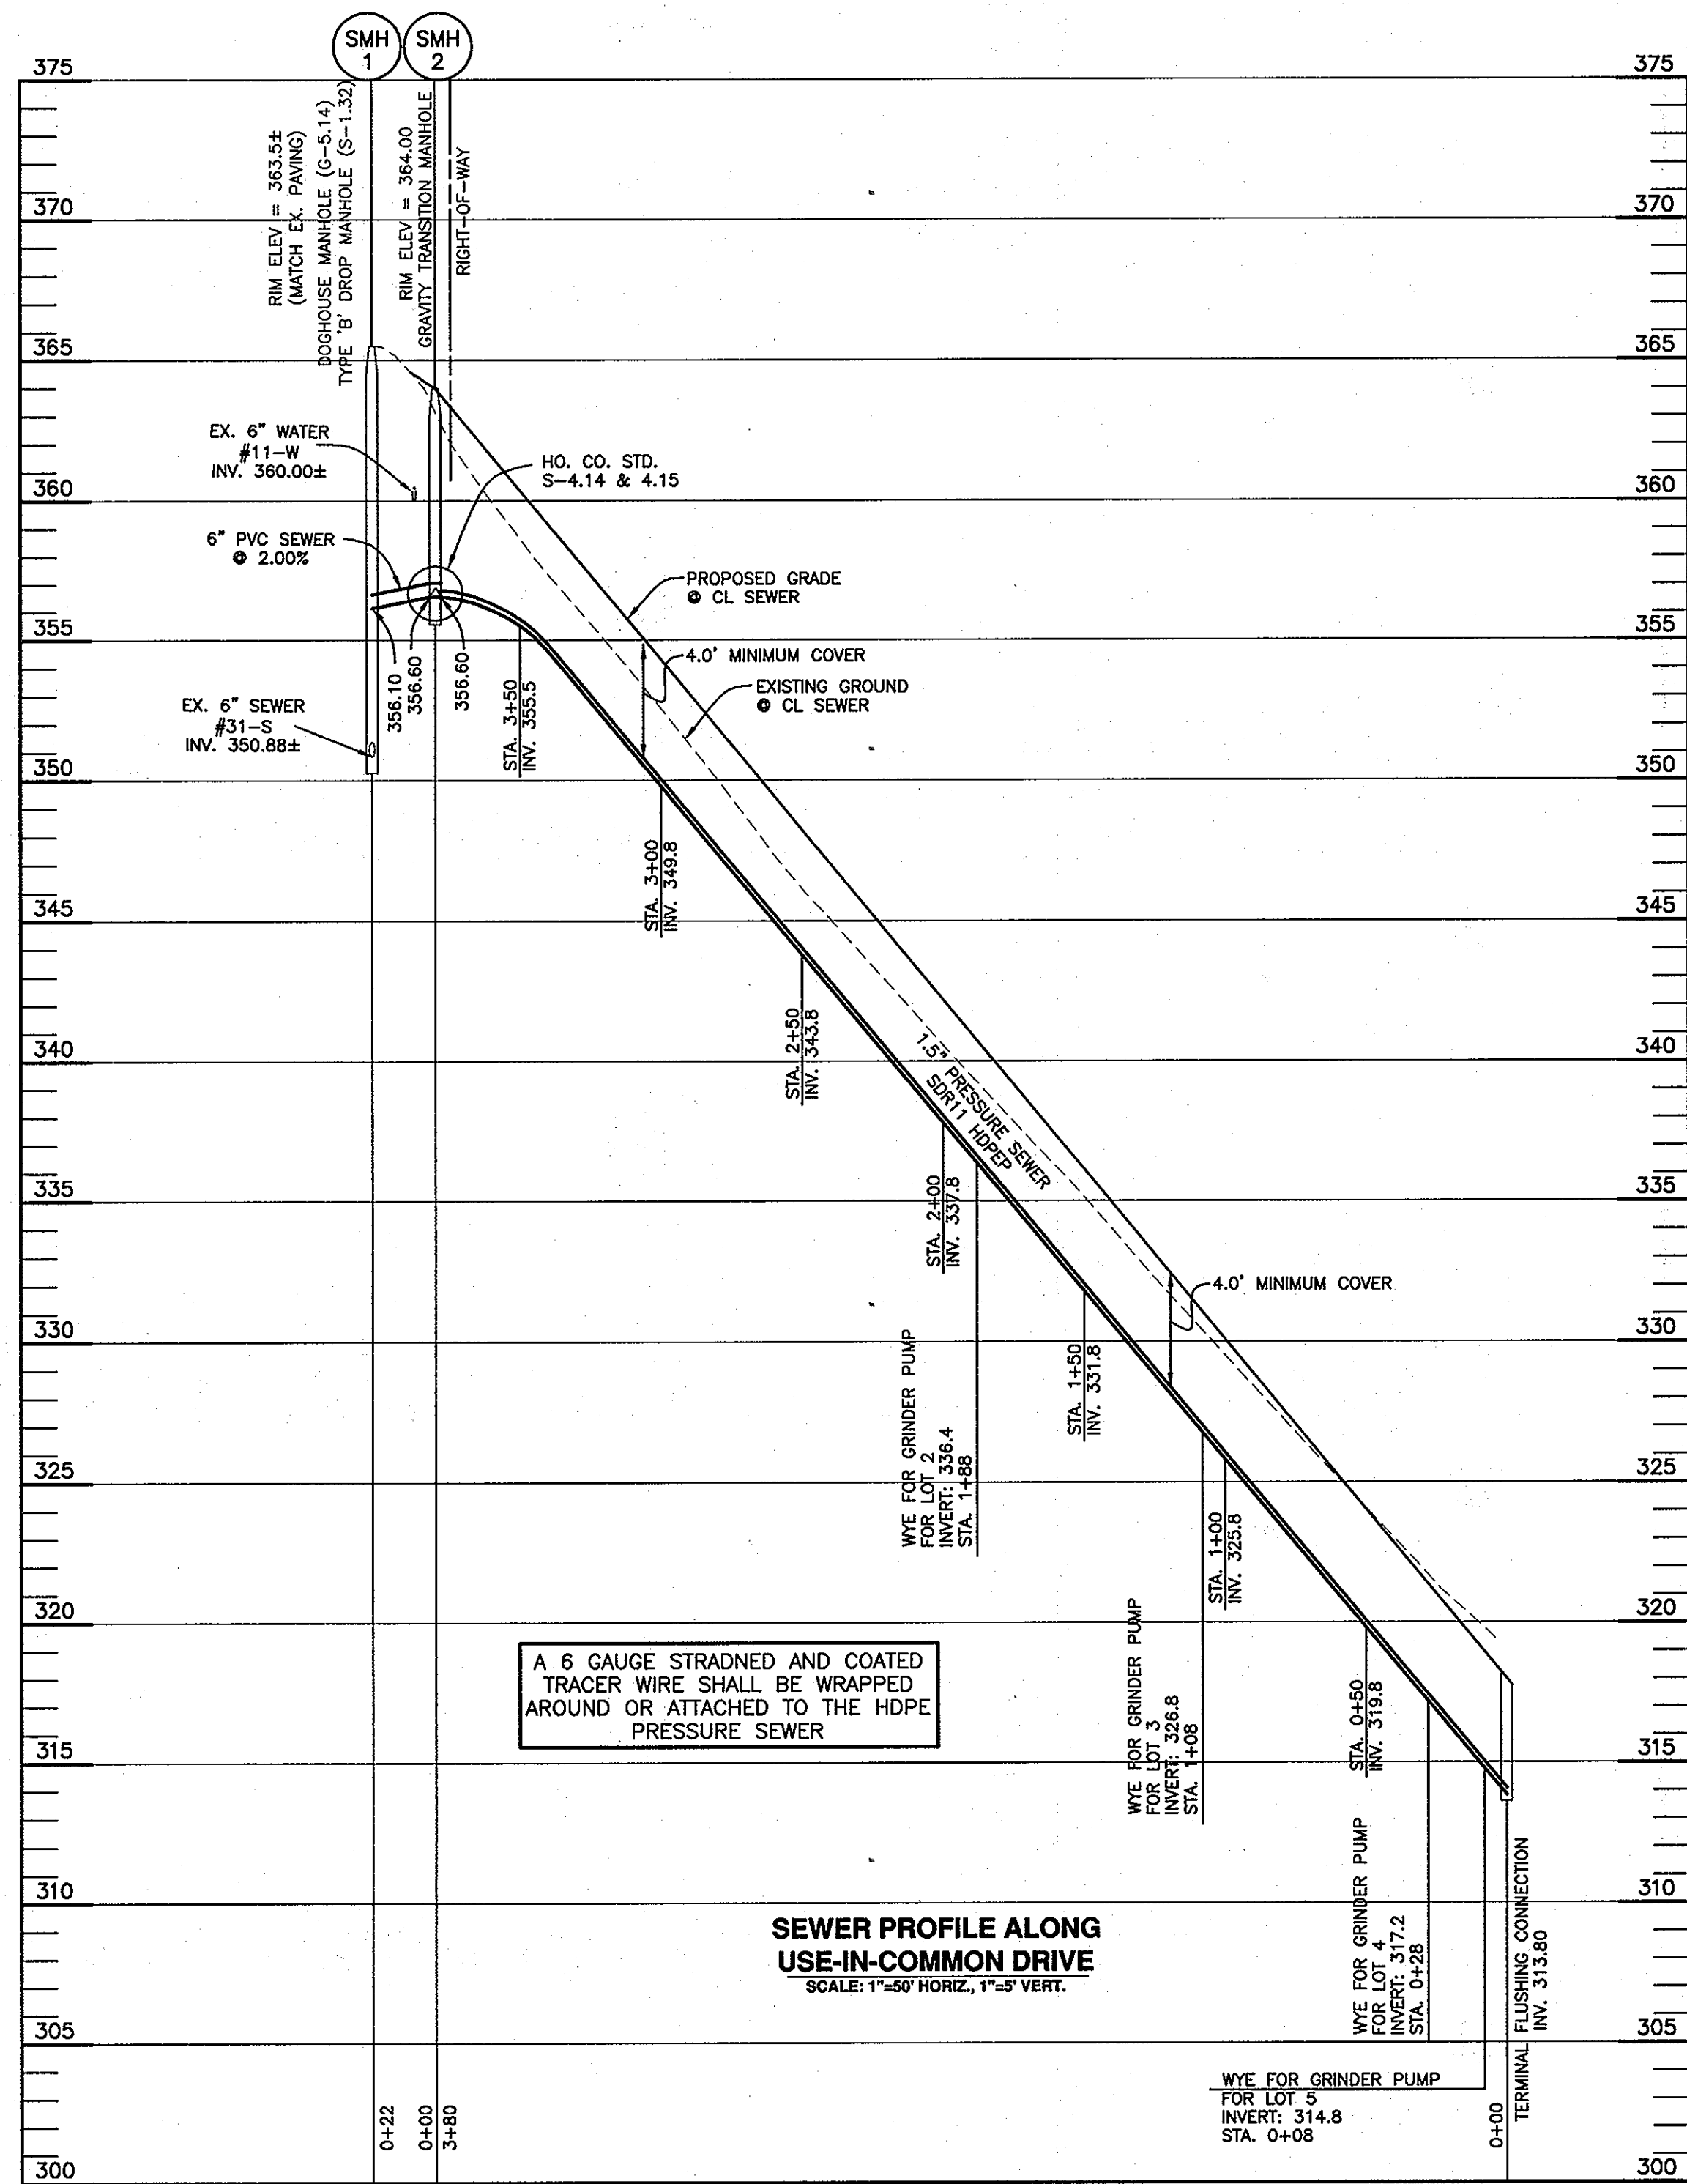 SMH
1
SMH
2
375
375
370
370
365
365
360
360
355
355
350
350
345
345
340
340
335
335
330
330
325
325
320
320
315
315
310
310
305
305
300
300
RIM ELEV = 363.5±
(MATCH EX. PAVING)
DOGHOUSE MANHOLE (G-5.14)
TYPE 'B' DROP MANHOLE (S-1.32)
RIM ELEV = 364.00
GRAVITY TRANSITION MANHOLE
RIGHT-OF-WAY
EX. 6" WATER
#11-W
INV. 360.00±
HO. CO. STD.
S-4.14 & 4.15
6" PVC SEWER
@ 2.00%
PROPOSED GRADE
@ CL SEWER
4.0' MINIMUM COVER
EXISTING GROUND
@ CL SEWER
EX. 6" SEWER
#31-S
INV. 350.88±
356.10
356.60
356.60
STA. 3+50
INV. 355.5
STA. 3+00
INV. 349.8
STA. 2+50
INV. 343.8
1.5" PRESSURE SEWER
SDR11 HDPEP
STA. 2+00
INV. 337.8
WYE FOR GRINDER PUMP
FOR LOT 2
INVERT: 336.4
STA. 1+88
STA. 1+50
INV. 331.8
4.0' MINIMUM COVER
WYE FOR GRINDER PUMP
FOR LOT 3
INVERT: 326.8
STA. 1+08
STA. 1+00
INV. 325.8
STA. 0+50
INV. 319.8
A 6 GAUGE STRADNED AND COATED
TRACER WIRE SHALL BE WRAPPED
AROUND OR ATTACHED TO THE HDPE
PRESSURE SEWER
WYE FOR GRINDER PUMP
FOR LOT 4
INVERT: 317.2
STA. 0+28
WYE FOR GRINDER PUMP
FOR LOT 5
INVERT: 314.8
STA. 0+08
TERMINAL FLUSHING CONNECTION
INV. 313.80
SEWER PROFILE ALONG
USE-IN-COMMON DRIVE
SCALE: 1"=50' HORIZ., 1"=5' VERT.
0+22
0+00
3+80
0+00